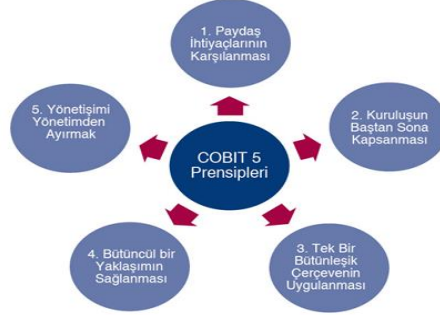 1. Paydaş
İhtiyaçlarının
Karşılanması
2. Kuruluşun
Baştan Sona
Kapsanması
3. Tek Bir
Bütünleşik
Çerçevenin
Uygulanması
4. Bütüncül bir
Yaklaşımın
Sağlanması
5. Yönetişimi
Yönetimden
Ayırmak
COBIT 5
Prensipleri